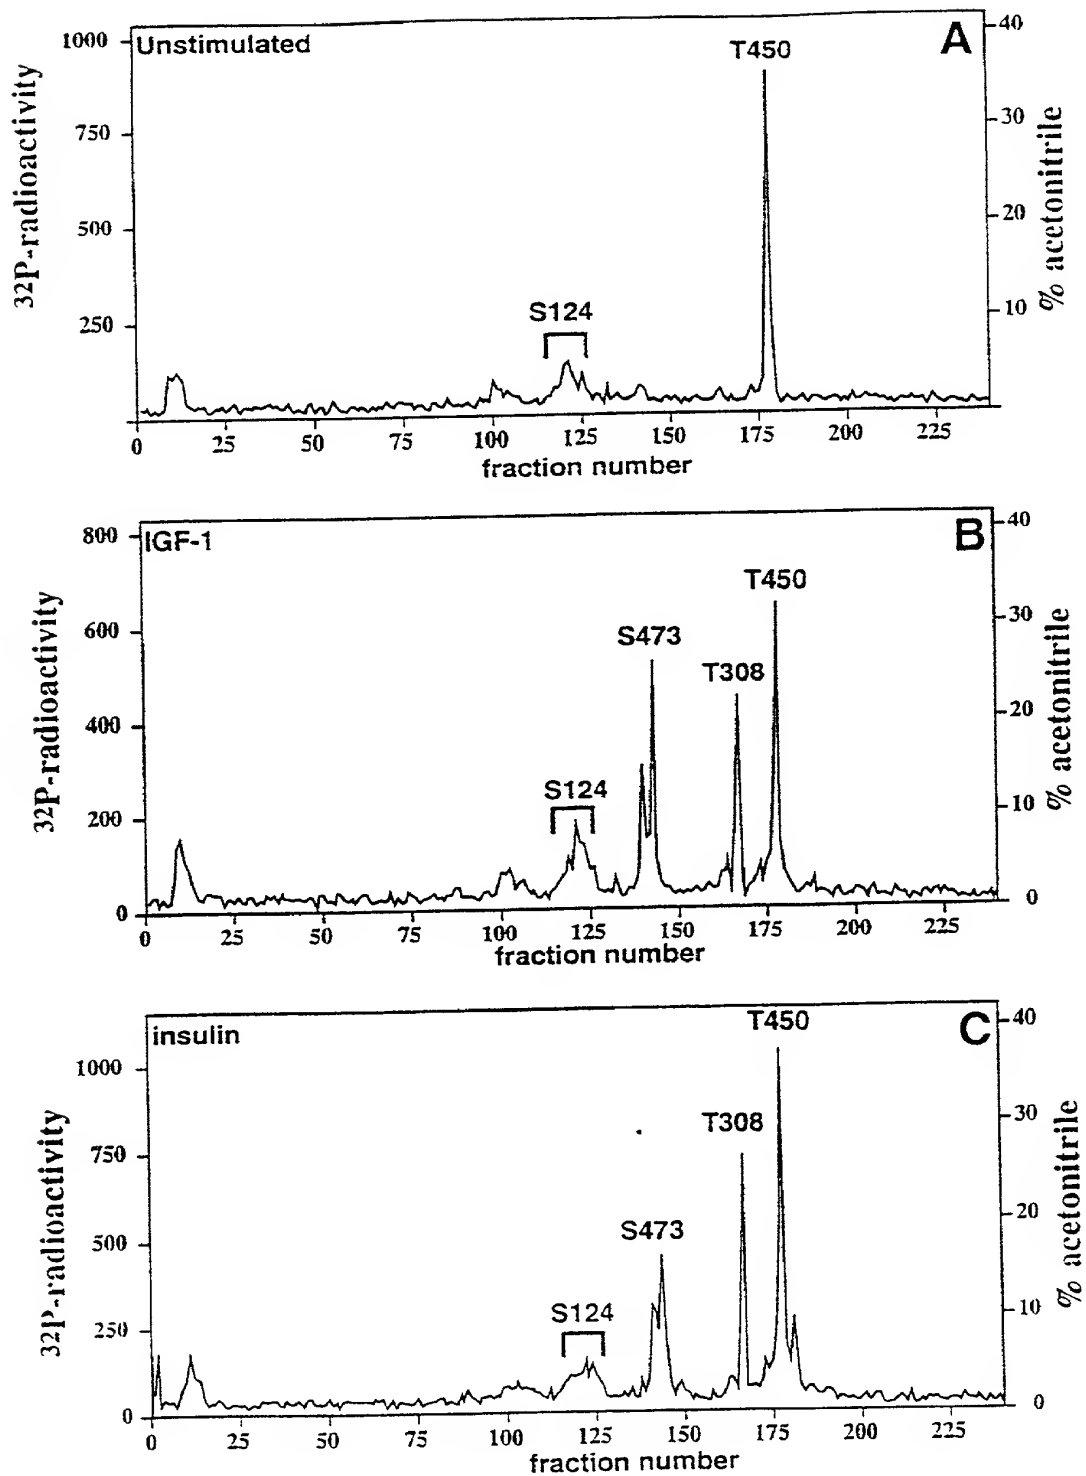 Unstimulated
A
T450
S124
1000
750
500
250
40
30
20
10
32P-radioactivity
% acetonitrile
0 25 50 75 100 125 150 175 200 225
fraction number
IGF-1
B
T450
S473
T308
S124
800
600
400
200
0
40
30
20
10
0
32P-radioactivity
% acetonitrile
0 25 50 75 100 125 150 175 200 225
fraction number
insulin
C
T450
T308
S473
S124
1000
750
500
250
0
40
30
20
10
0
32P-radioactivity
% acetonitrile
0 25 50 75 100 125 150 175 200 225
fraction number